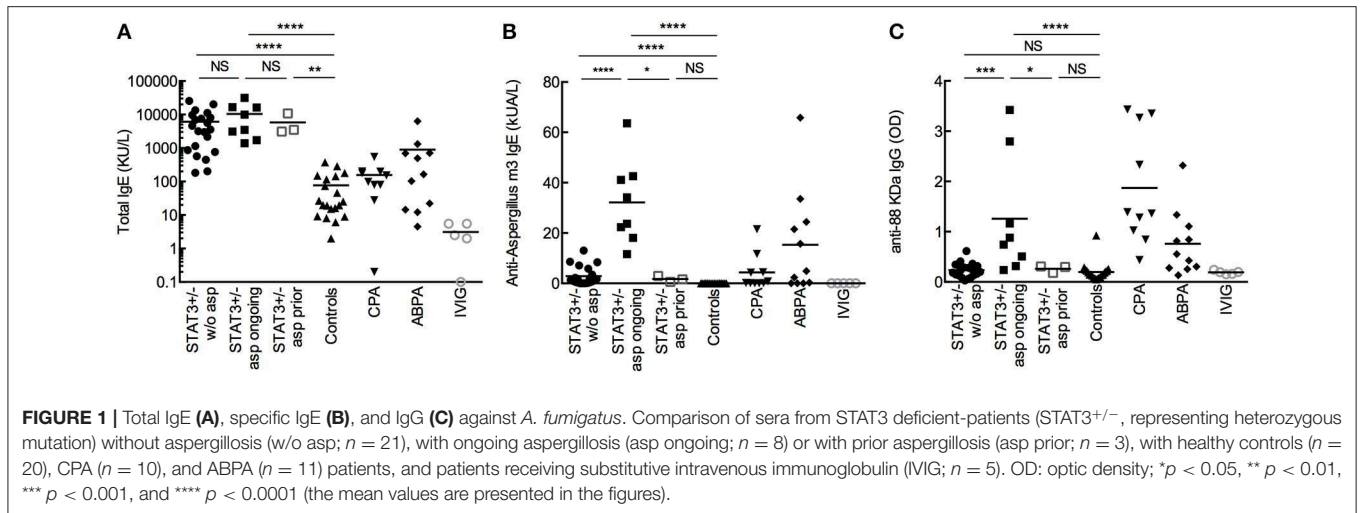 A
****
****
NS NS **
Total IgE (KU/L)
100000
10000
1000
100
10
1
0.1
STAT3+/-
w/o asp
STAT3+/-
asp ongoing
STAT3+/-
asp prior
Controls
CPA
ABPA
IVIG
B
****
****
**** * NS
Anti-Aspergillus m3 IgE (kUA/L)
80
60
40
20
0
STAT3+/-
w/o asp
STAT3+/-
asp ongoing
STAT3+/-
asp prior
Controls
CPA
ABPA
IVIG
C
****
NS
*** * NS
anti-88 KDa IgG (OD)
4
3
2
1
0
STAT3+/-
w/o asp
STAT3+/-
asp ongoing
STAT3+/-
asp prior
Controls
CPA
ABPA
IVIG
FIGURE 1 | Total IgE (A), specific IgE (B), and IgG (C) against A. fumigatus. Comparison of sera from STAT3 deficient-patients (STAT3+/−, representing heterozygous
mutation) without aspergillosis (w/o asp; n = 21), with ongoing aspergillosis (asp ongoing; n = 8) or with prior aspergillosis (asp prior; n = 3), with healthy controls (n =
20), CPA (n = 10), and ABPA (n = 11) patients, and patients receiving substitutive intravenous immunoglobulin (IVIG; n = 5). OD: optic density; *p < 0.05, ** p < 0.01,
*** p < 0.001, and **** p < 0.0001 (the mean values are presented in the figures).